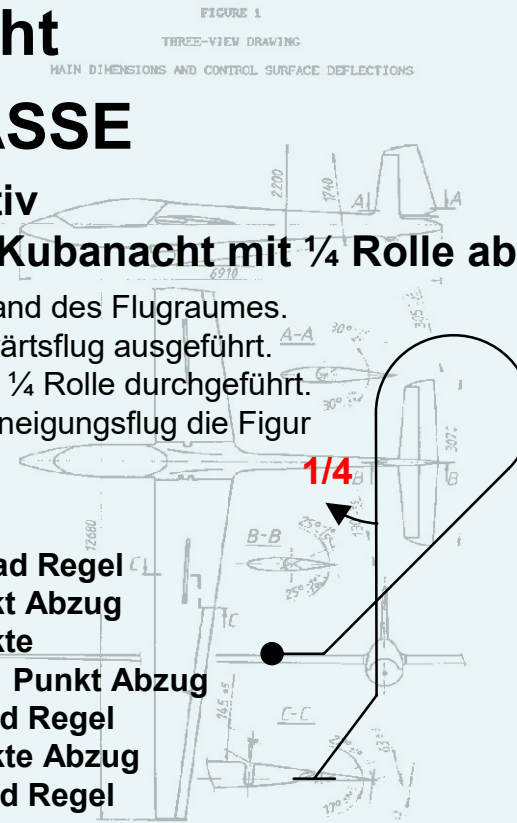 FIGURE 1
THREE-VIEW DRAWING
MAIN DIMENSIONS AND CONTROL SURFACE DEFLECTIONS
ht
ASSE
tiv
Kubanacht mit ¼ Rolle ab
and des Flugraumes.
ärtsflug ausgeführt.
¼ Rolle durchgeführt.
neigungsflug die Figur
1/4
ad Regel
kt Abzug
kte
Punkt Abzug
d Regel
kte Abzug
d Regel
2200
1740
A
A
6910
A-A
30°
30°
B
B
12680
B-B
25°
25°
C
C
C-C